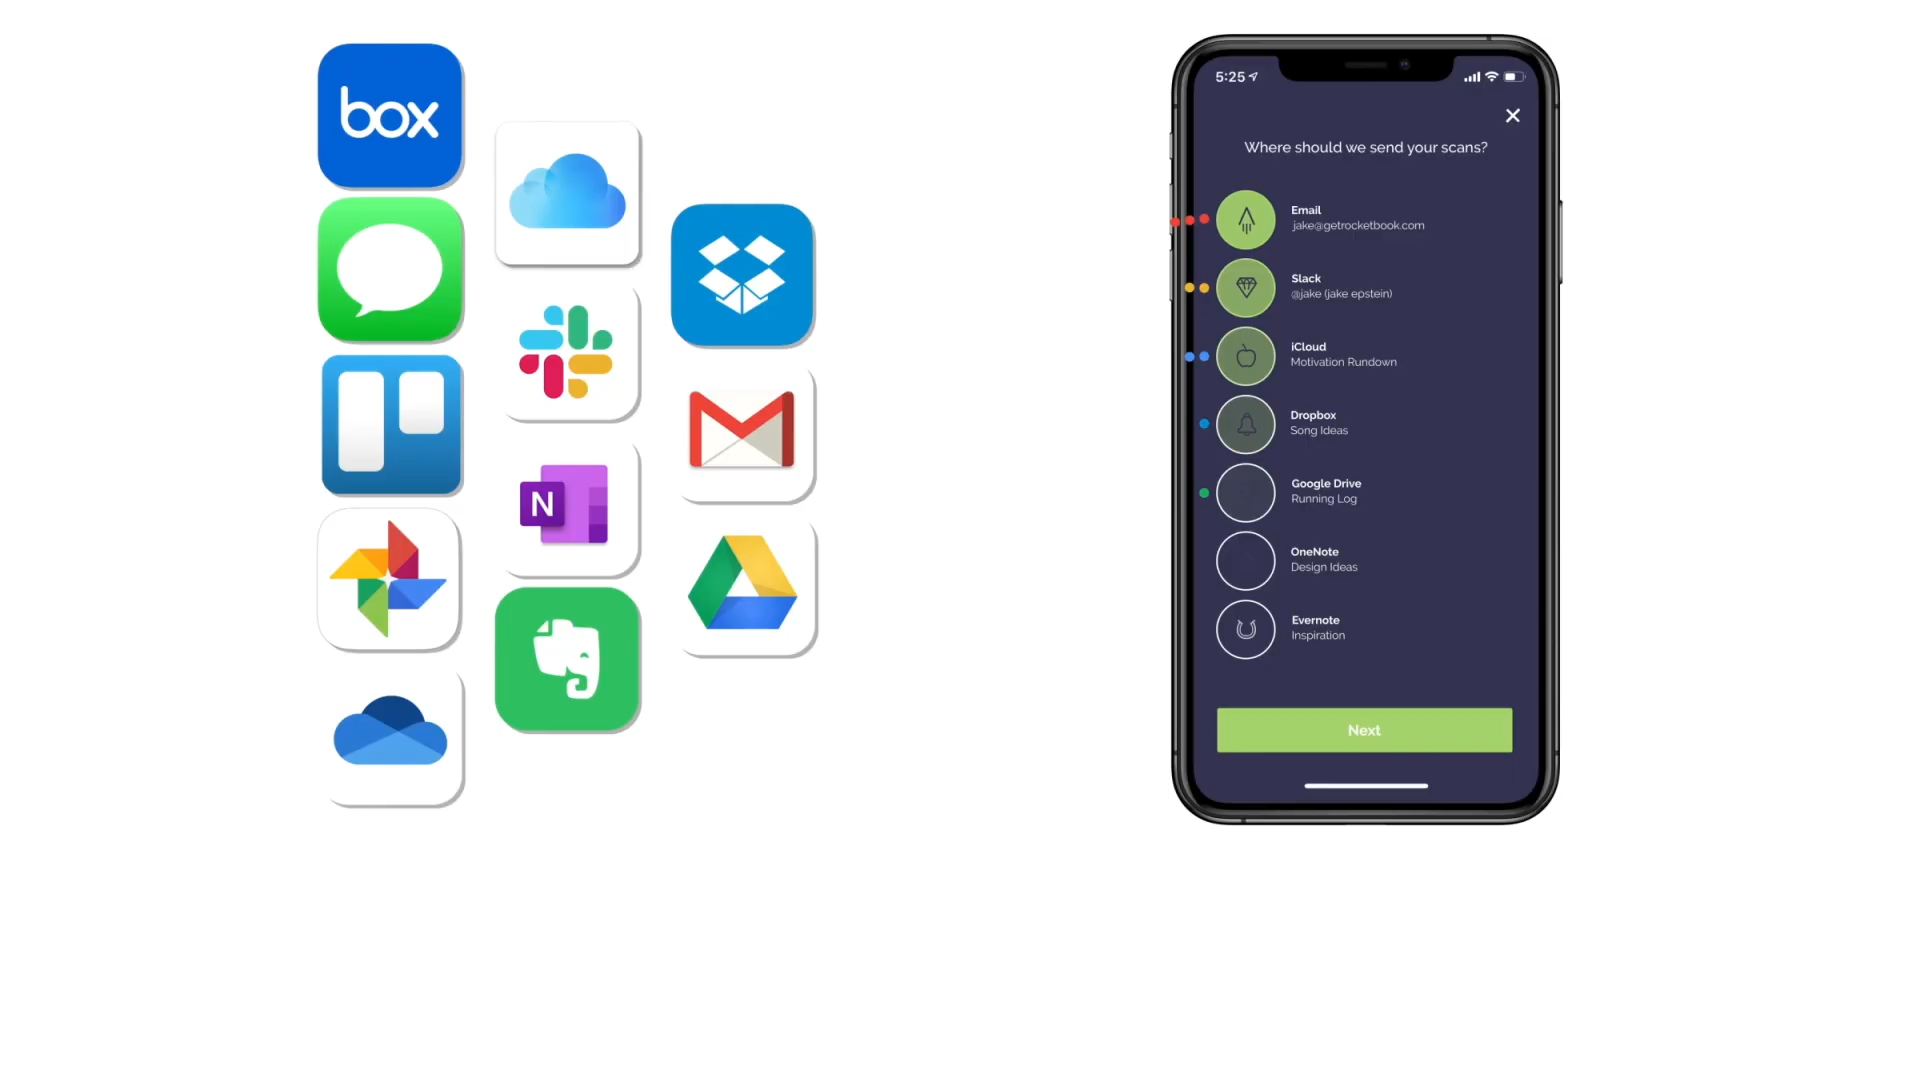 box
N
5:25
Where should we send your scans?
Email
jake@getrocketbook.com
Slack
@jake (jake epstein)
iCloud
Motivation Rundown
Dropbox
Song Ideas
Google Drive
Running Log
OneNote
Design Ideas
Evernote
Inspiration
Next